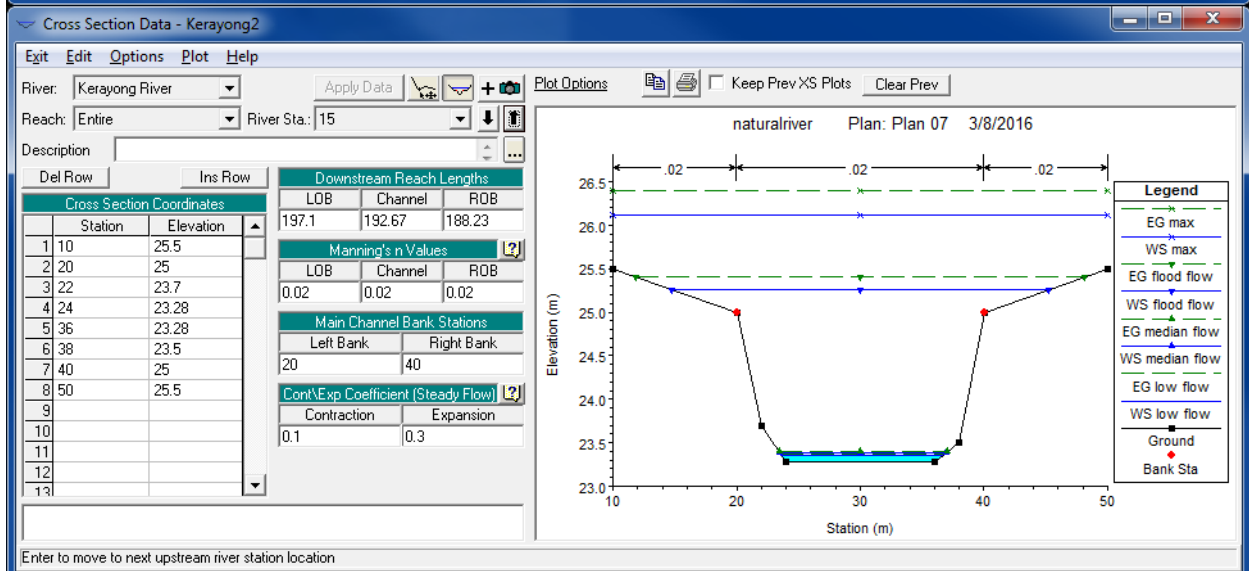 Cross Section Data - Kerayong2
Exit Edit Options Plot Help
River: Kerayong River Apply Data
Reach: Entire River Sta.: 15
Description ...
Del Row Ins Row
Cross Section Coordinates
Station Elevation
1 10 25.5
2 20 25
3 22 23.7
4 24 23.28
5 36 23.28
6 38 23.5
7 40 25
8 50 25.5
9
10
11
12
13
Downstream Reach Lengths
LOB Channel ROB
197.1 192.67 188.23
Manning's n Values
LOB Channel ROB
0.02 0.02 0.02
Main Channel Bank Stations
Left Bank Right Bank
20 40
Cont\Exp Coefficient (Steady Flow)
Contraction Expansion
0.1 0.3
Plot Options Keep Prev XS Plots Clear Prev
naturalriver Plan: Plan 07 3/8/2016
.02 .02 .02
26.5
26.0
25.5
25.0
24.5
24.0
23.5
23.0
Elevation (m)
10 20 30 40 50
Station (m)
Legend
EG max
WS max
EG flood flow
WS flood flow
EG median flow
WS median flow
EG low flow
WS low flow
Ground
Bank Sta
Enter to move to next upstream river station location